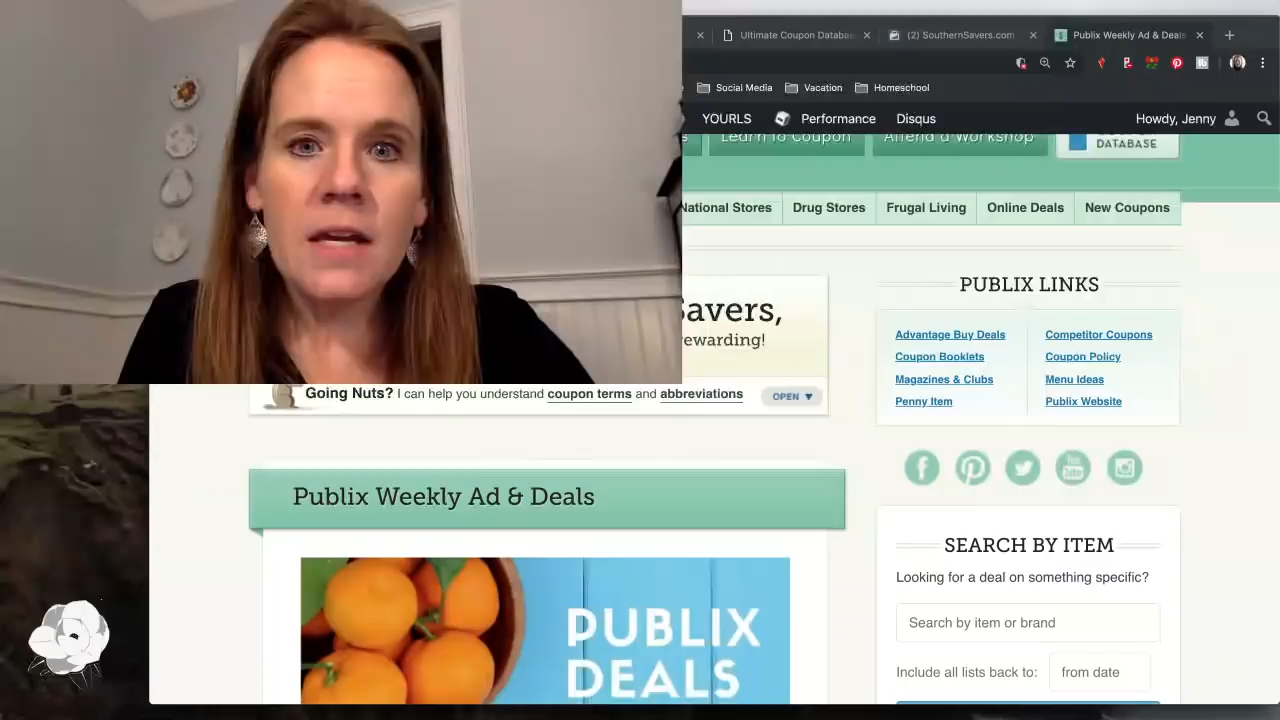 Ultimate Coupon Databa
(2) SouthernSavers.com
Publix Weekly Ad & Deals
Social Media
Vacation
Homeschool
YOURLS
Performance
Disqus
Howdy, Jenny
Learn to Coupon
Attend a Workshop
DATABASE
National Stores
Drug Stores
Frugal Living
Online Deals
New Coupons
Savers,
ewarding!
Going Nuts? I can help you understand coupon terms and abbreviations
OPEN ▼
PUBLIX LINKS
Advantage Buy Deals
Competitor Coupons
Coupon Booklets
Coupon Policy
Magazines & Clubs
Menu Ideas
Penny Item
Publix Website
You
Tube
Publix Weekly Ad & Deals
PUBLIX
DEALS
SEARCH BY ITEM
Looking for a deal on something specific?
Search by item or brand
Include all lists back to:
from date